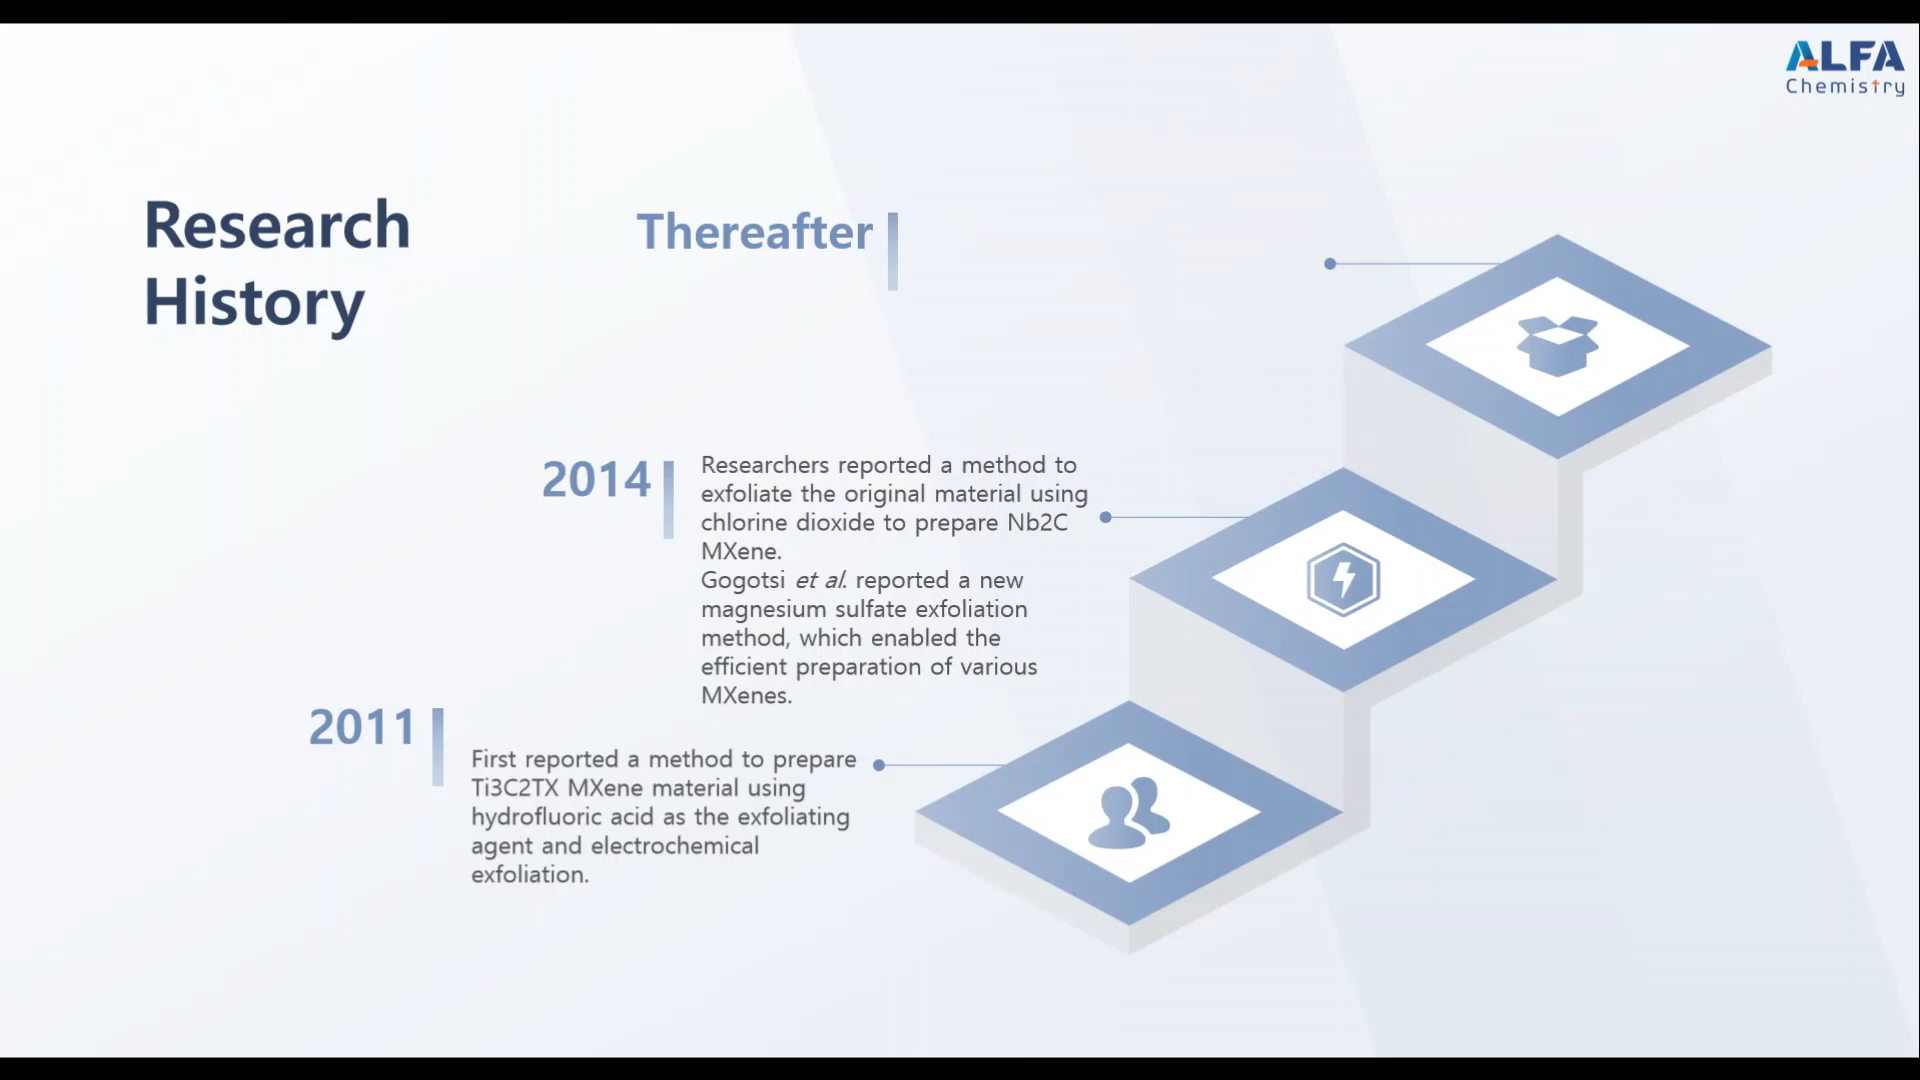 ALFA
Chemistry
Research
History
Thereafter
2014
Researchers reported a method to
exfoliate the original material using
chlorine dioxide to prepare Nb2C
MXene.
Gogotsi et al. reported a new
magnesium sulfate exfoliation
method, which enabled the
efficient preparation of various
MXenes.
2011
First reported a method to prepare
Ti3C2TX MXene material using
hydrofluoric acid as the exfoliating
agent and electrochemical
exfoliation.